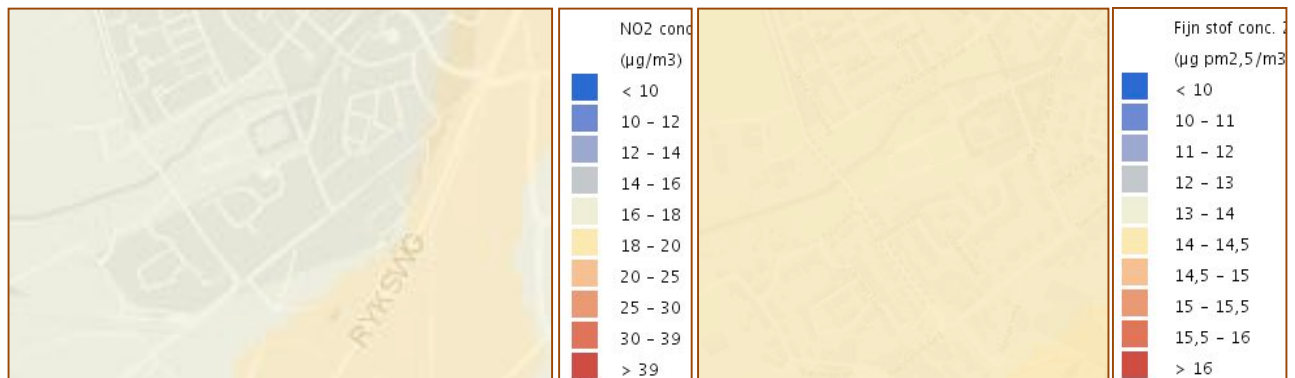 RYKSWG
NO2 conc
(µg/m3)
< 10
10 – 12
12 – 14
14 – 16
16 – 18
18 – 20
20 – 25
25 – 30
30 – 39
> 39
Fijn stof conc.
(µg pm2,5/m3
< 10
10 – 11
11 – 12
12 – 13
13 – 14
14 – 14,5
14,5 – 15
15 – 15,5
15,5 – 16
> 16